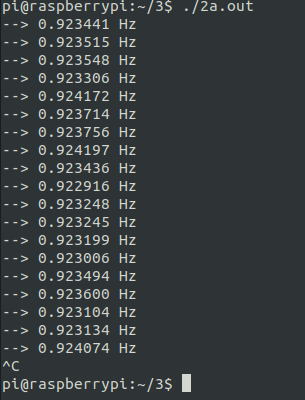 pi@raspberrypi:~/3$ ./2a.out
--> 0.923441 Hz
--> 0.923515 Hz
--> 0.923548 Hz
--> 0.923306 Hz
--> 0.924172 Hz
--> 0.923714 Hz
--> 0.923756 Hz
--> 0.924197 Hz
--> 0.923436 Hz
--> 0.922916 Hz
--> 0.923248 Hz
--> 0.923245 Hz
--> 0.923199 Hz
--> 0.923006 Hz
--> 0.923494 Hz
--> 0.923600 Hz
--> 0.923104 Hz
--> 0.923134 Hz
--> 0.924074 Hz
^C
pi@raspberrypi:~/3$